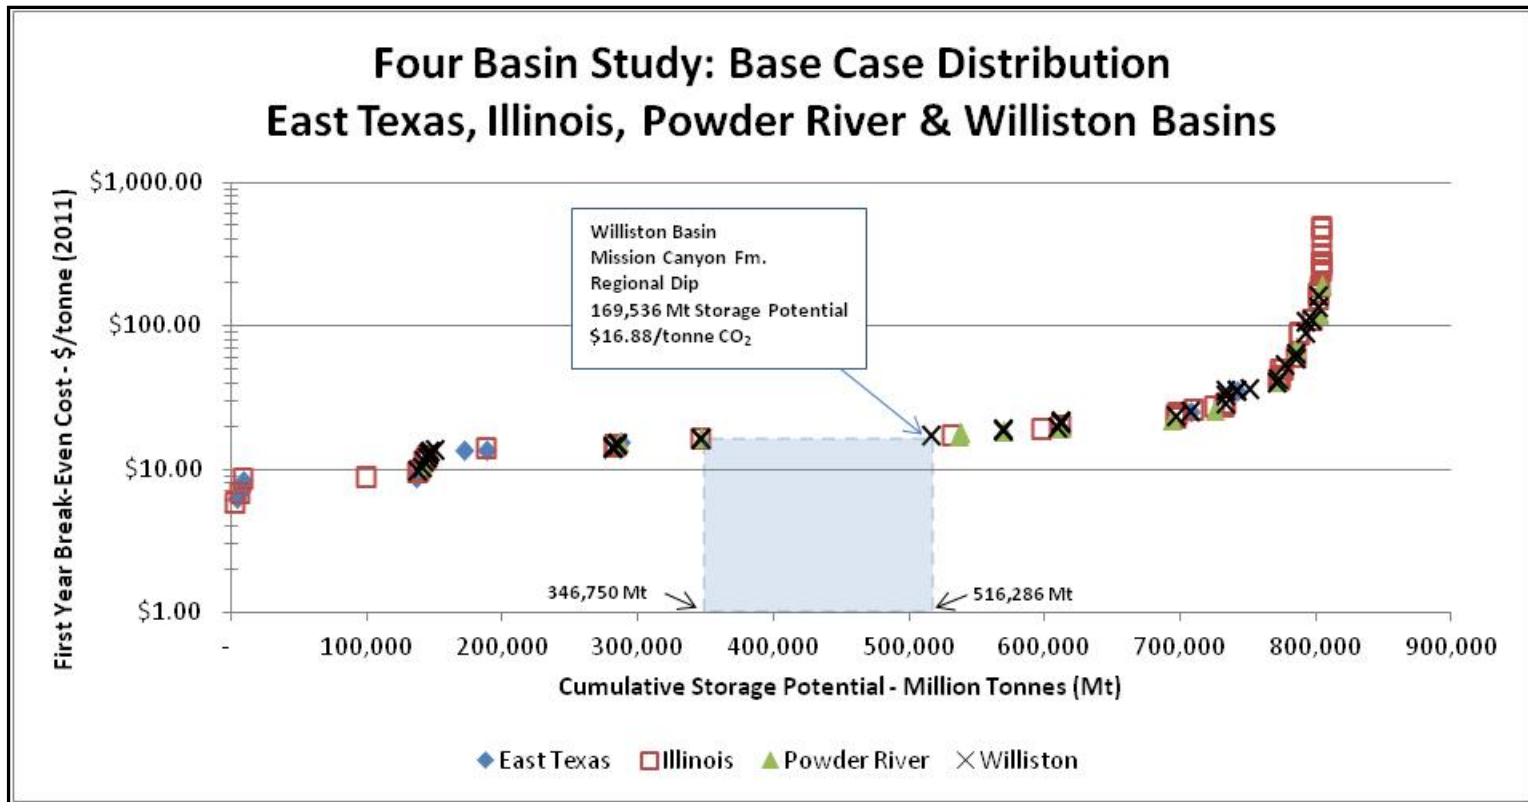 Four Basin Study: Base Case Distribution
East Texas, Illinois, Powder River & Williston Basins
First Year Break-Even Cost - $/tonne (2011)
$1,000.00
$100.00
$10.00
$1.00
Williston Basin
Mission Canyon Fm.
Regional Dip
169,536 Mt Storage Potential
$16.88/tonne CO₂
346,750 Mt
516,286 Mt
- 100,000 200,000 300,000 400,000 500,000 600,000 700,000 800,000 900,000
Cumulative Storage Potential - Million Tonnes (Mt)
East Texas Illinois Powder River Williston